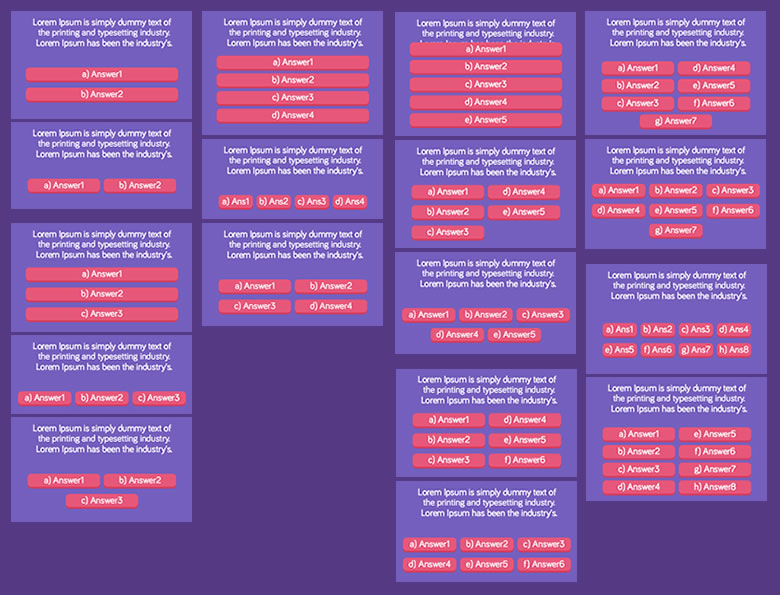 Lorem Ipsum is simply dummy text of
the printing and typesetting industry.
Lorem Ipsum has been the industry's.
a) Answer1
b) Answer2
Lorem Ipsum is simply dummy text of
the printing and typesetting industry.
Lorem Ipsum has been the industry's.
a) Answer1 b) Answer2
Lorem Ipsum is simply dummy text of
the printing and typesetting industry.
Lorem Ipsum has been the industry's.
a) Answer1
b) Answer2
c) Answer3
Lorem Ipsum is simply dummy text of
the printing and typesetting industry.
Lorem Ipsum has been the industry's.
a) Answer1 b) Answer2 c) Answer3
Lorem Ipsum is simply dummy text of
the printing and typesetting industry.
Lorem Ipsum has been the industry's.
a) Answer1 b) Answer2
c) Answer3
Lorem Ipsum is simply dummy text of
the printing and typesetting industry.
Lorem Ipsum has been the industry's.
a) Answer1
b) Answer2
c) Answer3
d) Answer4
Lorem Ipsum is simply dummy text of
the printing and typesetting industry.
Lorem Ipsum has been the industry's.
a) Ans1 b) Ans2 c) Ans3 d) Ans4
Lorem Ipsum is simply dummy text of
the printing and typesetting industry.
Lorem Ipsum has been the industry's.
a) Answer1 b) Answer2
c) Answer3 d) Answer4
Lorem Ipsum is simply dummy text of
the printing and typesetting industry.
a) Answer1
b) Answer2
c) Answer3
d) Answer4
e) Answer5
Lorem Ipsum is simply dummy text of
the printing and typesetting industry.
Lorem Ipsum has been the industry's.
a) Answer1 d) Answer4
b) Answer2 e) Answer5
c) Answer3
Lorem Ipsum is simply dummy text of
the printing and typesetting industry.
Lorem Ipsum has been the industry's.
a) Answer1 b) Answer2 c) Answer3
d) Answer4 e) Answer5
Lorem Ipsum is simply dummy text of
the printing and typesetting industry.
Lorem Ipsum has been the industry's.
a) Answer1 d) Answer4
b) Answer2 e) Answer5
c) Answer3 f) Answer6
Lorem Ipsum is simply dummy text of
the printing and typesetting industry.
Lorem Ipsum has been the industry's.
a) Answer1 b) Answer2 c) Answer3
d) Answer4 e) Answer5 f) Answer6
Lorem Ipsum is simply dummy text of
the printing and typesetting industry.
Lorem Ipsum has been the industry's.
a) Answer1 d) Answer4
b) Answer2 e) Answer5
c) Answer3 f) Answer6
g) Answer7
Lorem Ipsum is simply dummy text of
the printing and typesetting industry.
Lorem Ipsum has been the industry's.
a) Answer1 b) Answer2 c) Answer3
d) Answer4 e) Answer5 f) Answer6
g) Answer7
Lorem Ipsum is simply dummy text of
the printing and typesetting industry.
Lorem Ipsum has been the industry's.
a) Ans1 b) Ans2 c) Ans3 d) Ans4
e) Ans5 f) Ans6 g) Ans7 h) Ans8
Lorem Ipsum is simply dummy text of
the printing and typesetting industry.
Lorem Ipsum has been the industry's.
a) Answer1 e) Answer5
b) Answer2 f) Answer6
c) Answer3 g) Answer7
d) Answer4 h) Answer8